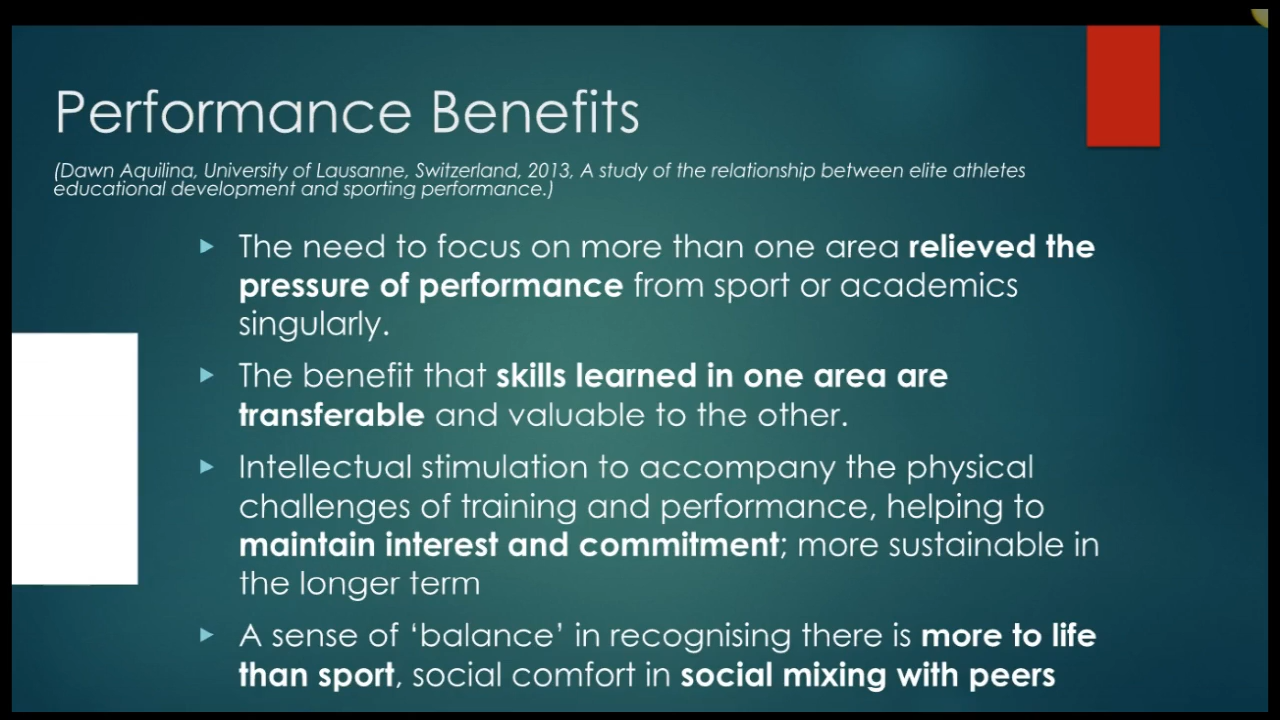 Performance Benefits
(Dawn Aquilina, University of Lausanne, Switzerland, 2013, A study of the relationship between elite athletes
educational development and sporting performance.)
The need to focus on more than one area relieved the
pressure of performance from sport or academics
singularly.
The benefit that skills learned in one area are
transferable and valuable to the other.
Intellectual stimulation to accompany the physical
challenges of training and performance, helping to
maintain interest and commitment; more sustainable in
the longer term
A sense of ‘balance’ in recognising there is more to life
than sport, social comfort in social mixing with peers